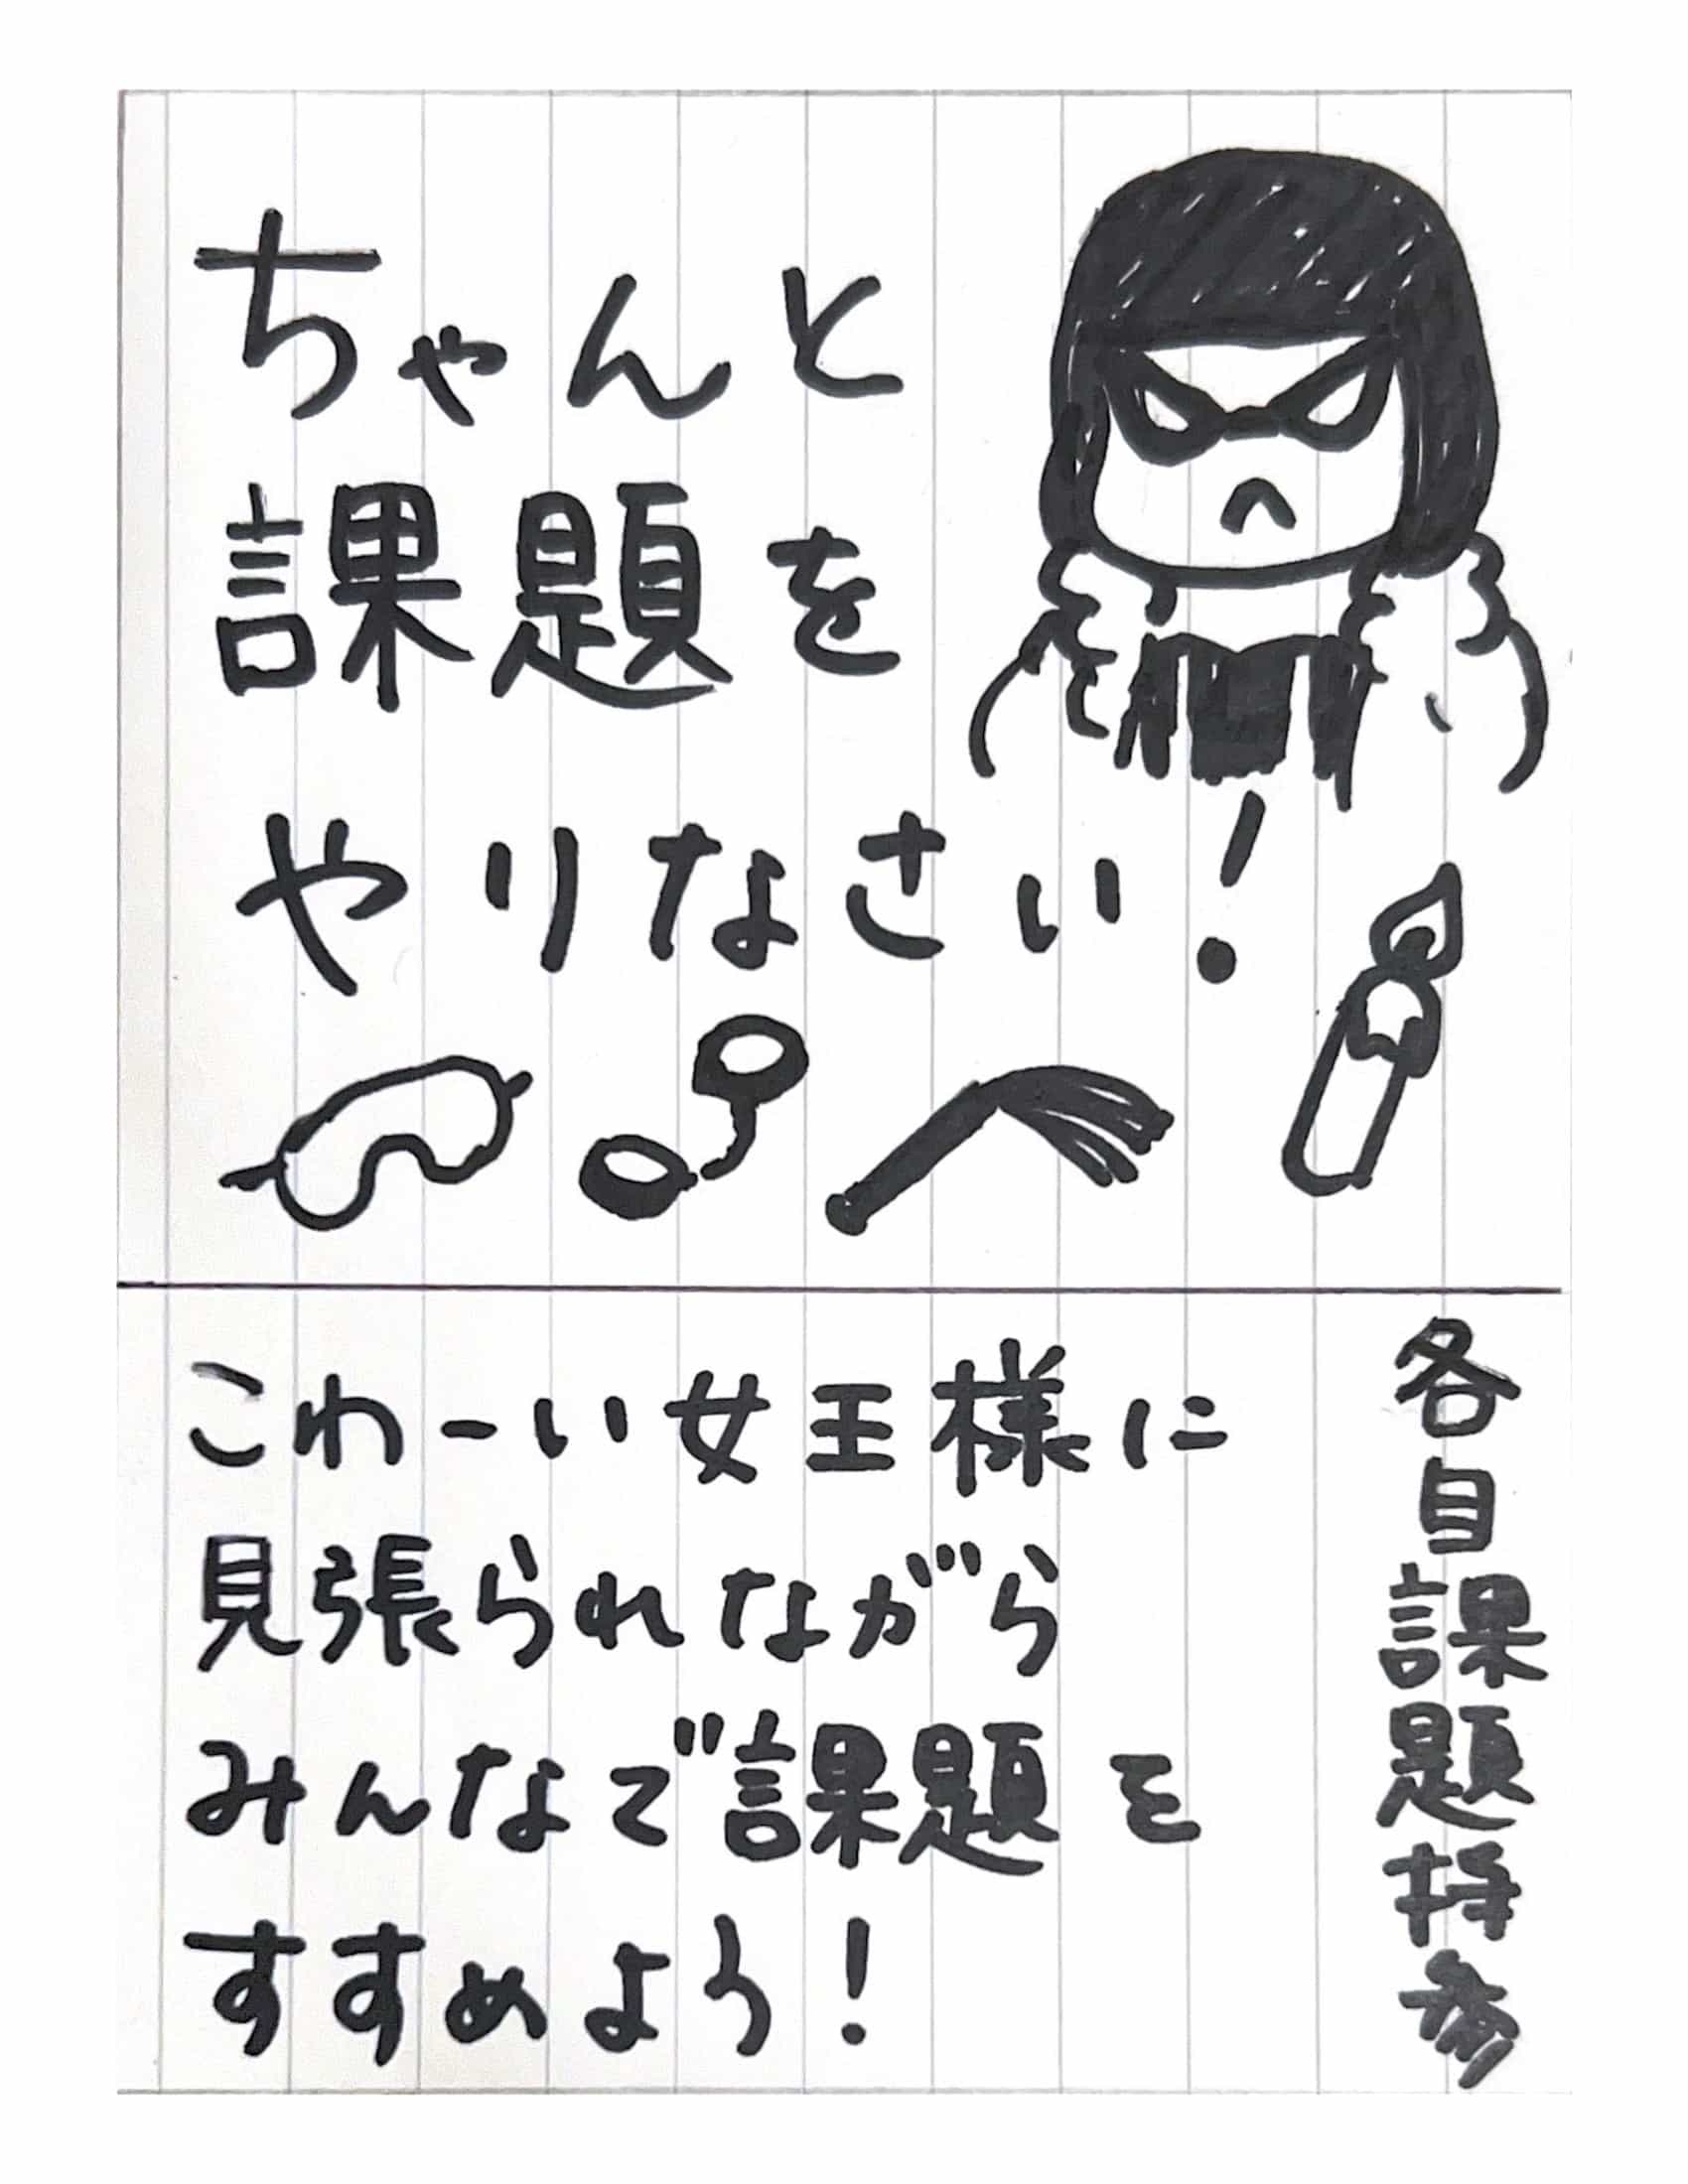 ちゃんと
課題を
やりなさい!
こわーい女王様に
見張られながら
みんなで課題を
すすめよう!
各自課題持参